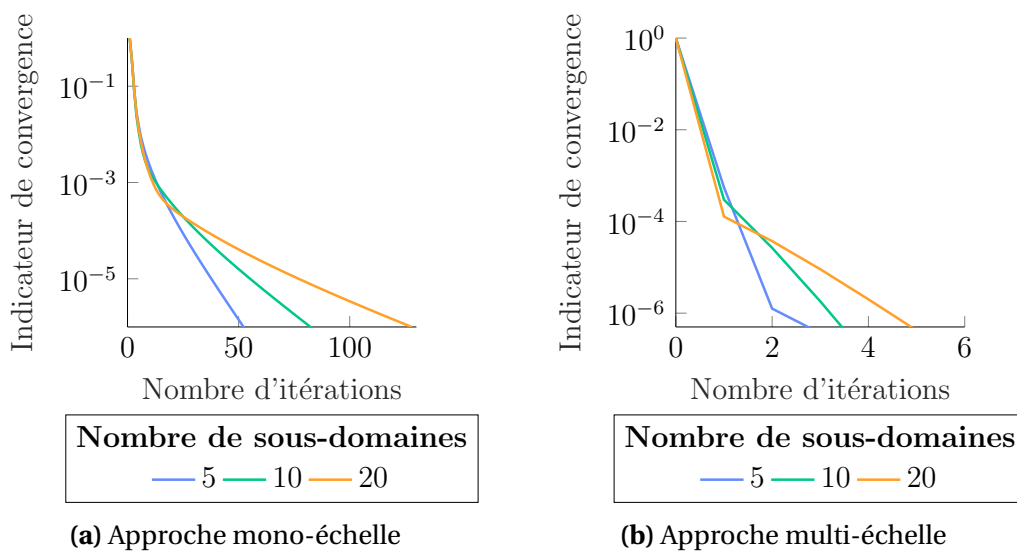 Indicateur de convergence
10⁻¹
10⁻³
10⁻⁵
0 50 100
Nombre d'itérations
Nombre de sous-domaines
5 10 20
(a) Approche mono-échelle
Indicateur de convergence
10⁰
10⁻²
10⁻⁴
10⁻⁶
0 2 4 6
Nombre d'itérations
Nombre de sous-domaines
5 10 20
(b) Approche multi-échelle